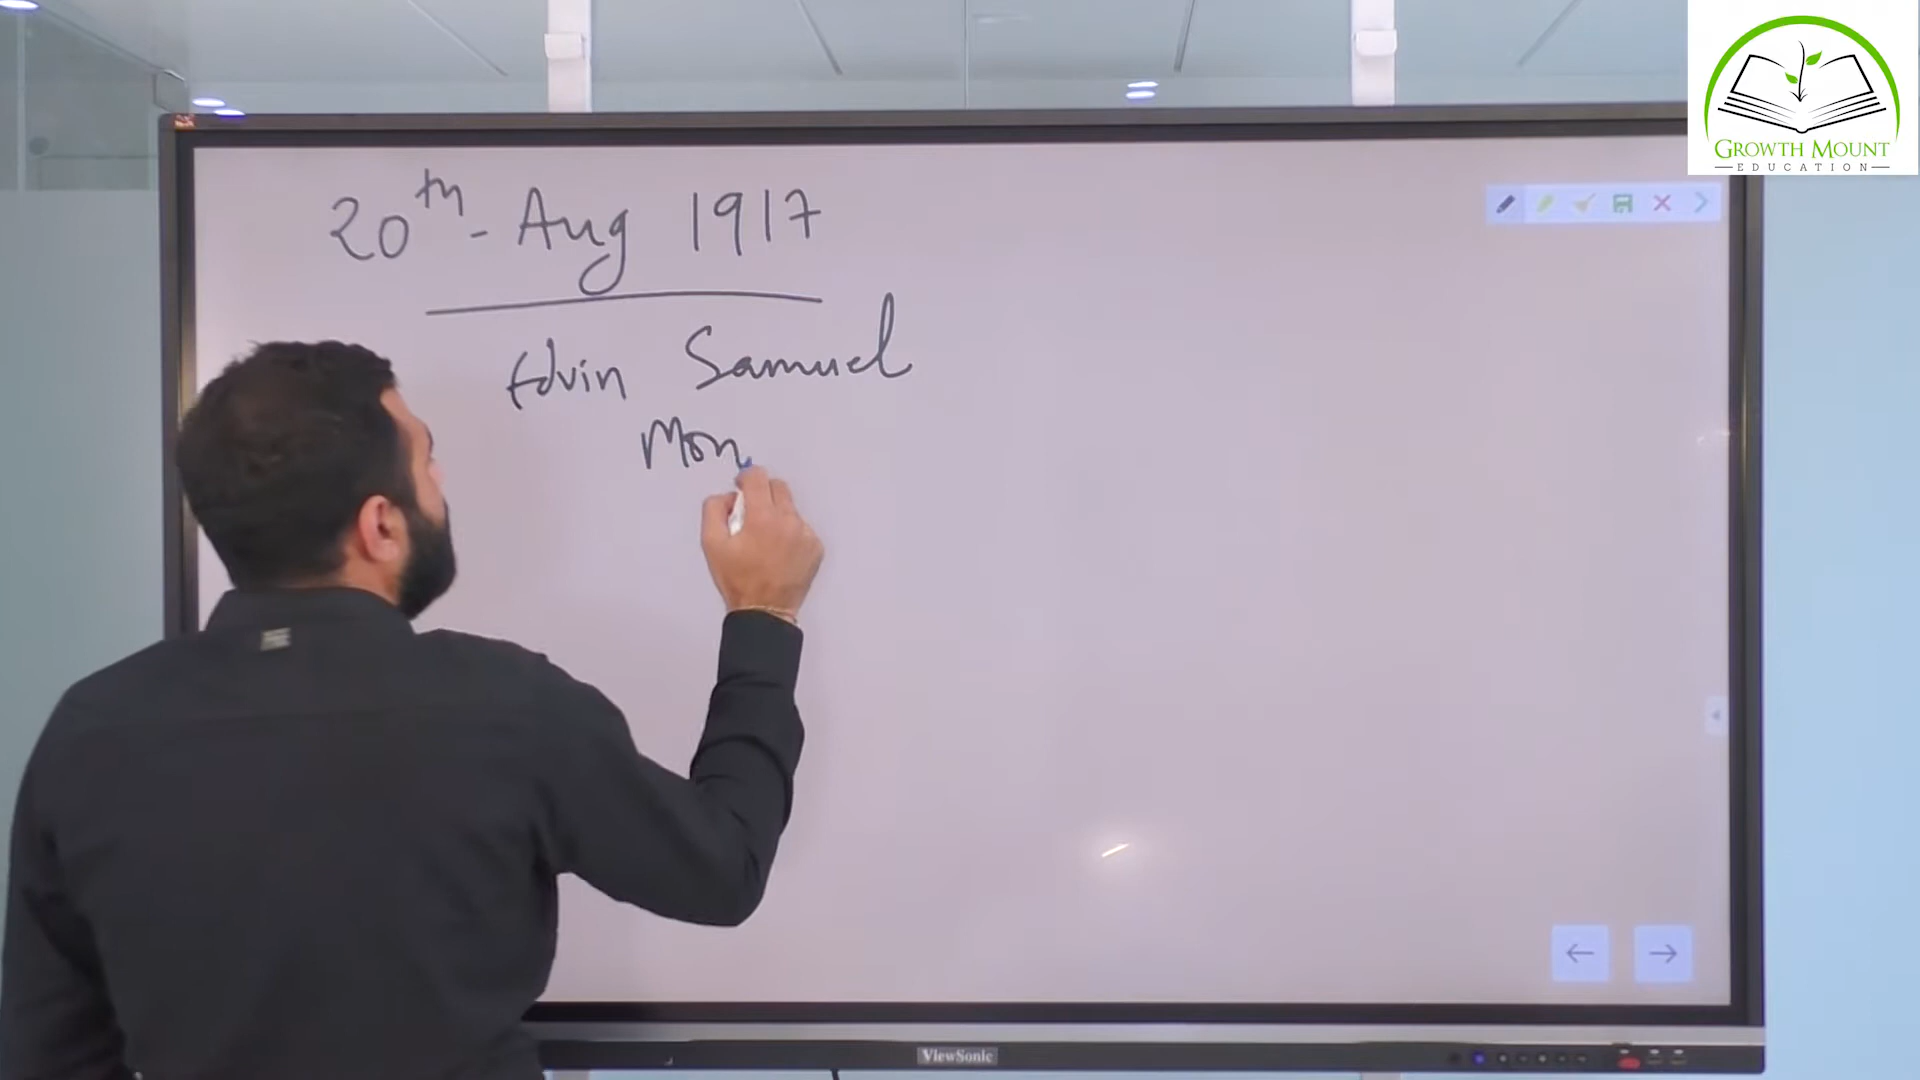 20th - Aug 1917
Edvin Samuel
Mon
GROWTH MOUNT
EDUCATION
ViewSonic